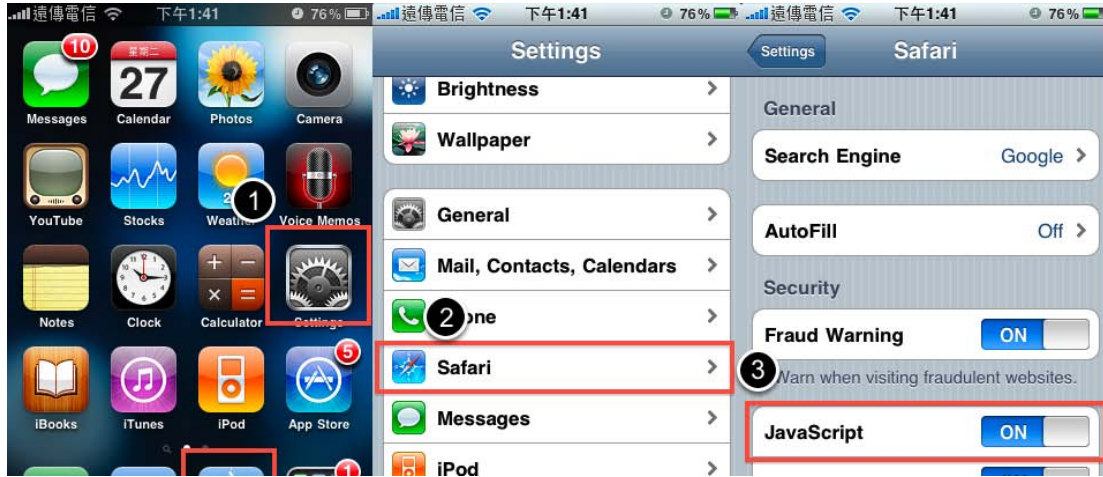 遠傳電信 下午1:41 76%
10
星期二
27
Messages Calendar Photos Camera
2
1
YouTube Stocks Weather Voice Memos
Notes Clock Calculator Settings
5
iBooks iTunes iPod App Store
1
遠傳電信 下午1:41 76%
Settings
Brightness
Wallpaper
General
Mail, Contacts, Calendars
2
one
Safari
Messages
iPod
遠傳電信 下午1:41 76%
Settings Safari
General
Search Engine Google
AutoFill Off
Security
Fraud Warning ON
3
Warn when visiting fraudulent websites.
JavaScript ON